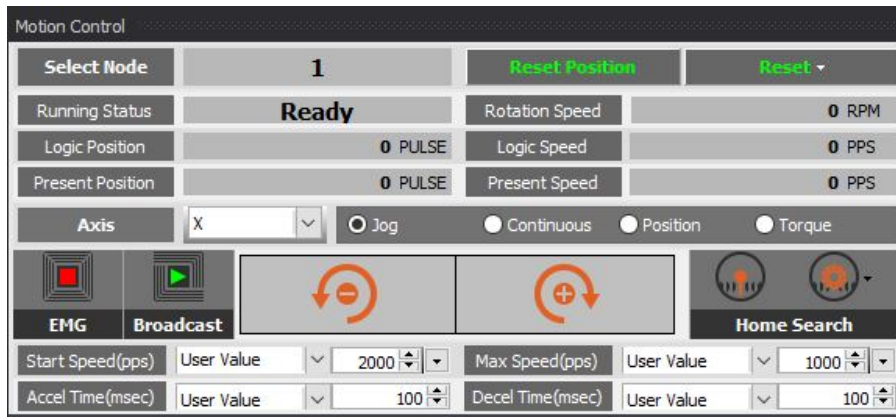 Motion Control
Select Node 1 Reset Position Reset
Running Status Ready Rotation Speed 0 RPM
Logic Position 0 PULSE Logic Speed 0 PPS
Present Position 0 PULSE Present Speed 0 PPS
Axis X Jog Continuous Position Torque
EMG Broadcast Home Search
Start Speed(pps) User Value 2000 Max Speed(pps) User Value 1000
Accel Time(msec) User Value 100 Decel Time(msec) User Value 100